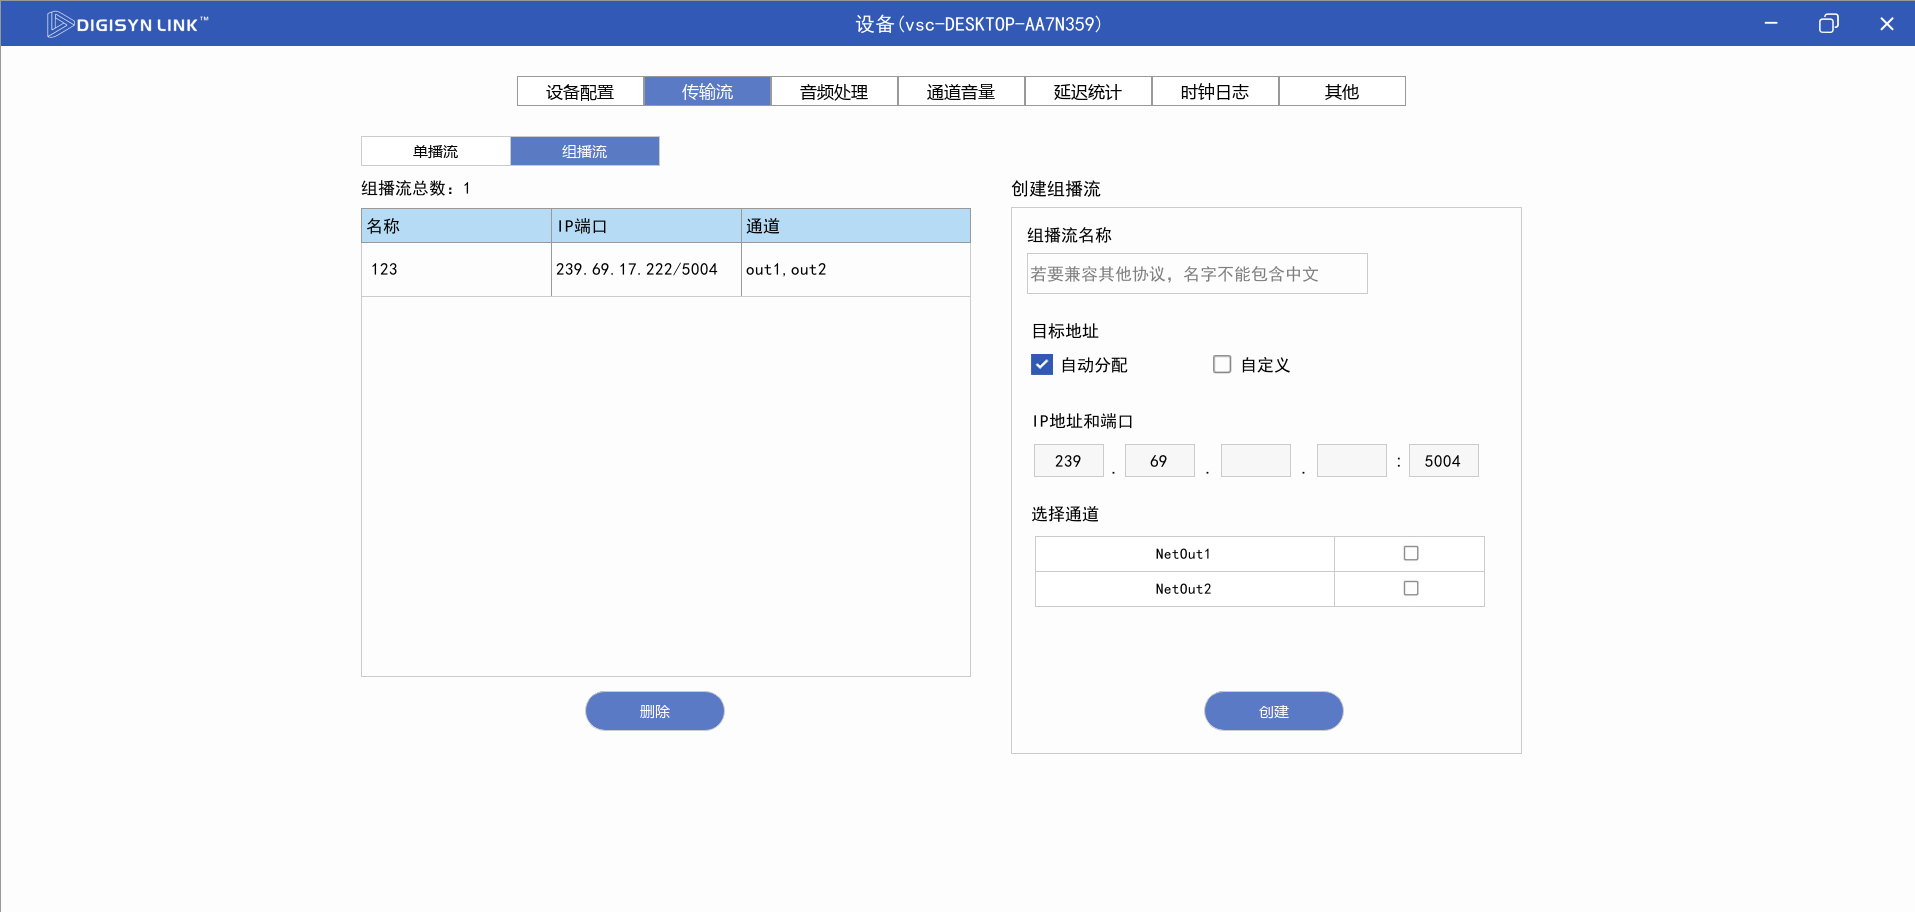 DIGISYN LINK™
设备(vsc-DESKTOP-AA7N359)
设备配置 传输流 音频处理 通道音量 延迟统计 时钟日志 其他
单播流 组播流
组播流总数：1
名称 IP端口 通道
123 239.69.17.222/5004 out1,out2
删除
创建组播流
组播流名称
若要兼容其他协议，名字不能包含中文
目标地址
自动分配 自定义
IP地址和端口
239 . 69 . . : 5004
选择通道
NetOut1
NetOut2
创建